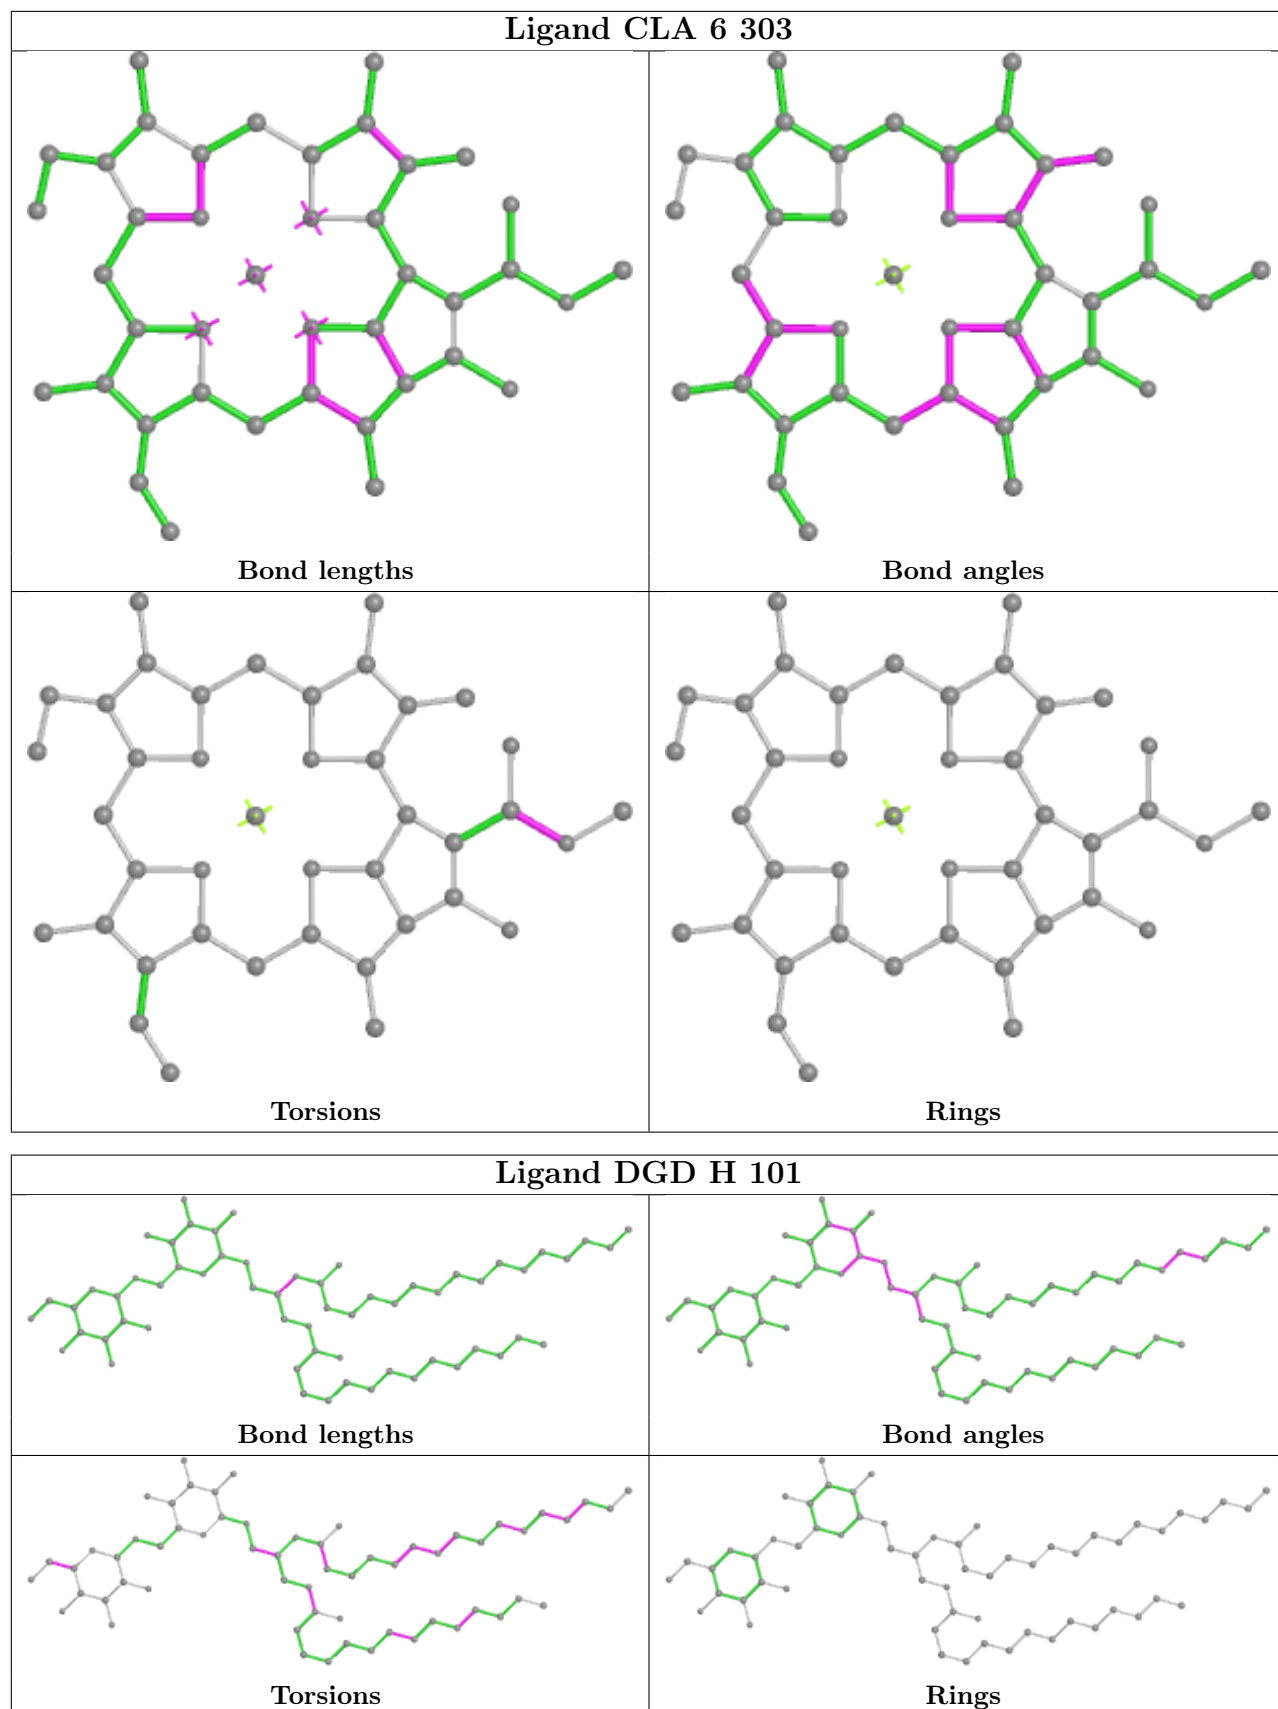 Ligand CLA 6 303
Bond lengths
Bond angles
Torsions
Rings
Ligand DGD H 101
Bond lengths
Bond angles
Torsions
Rings